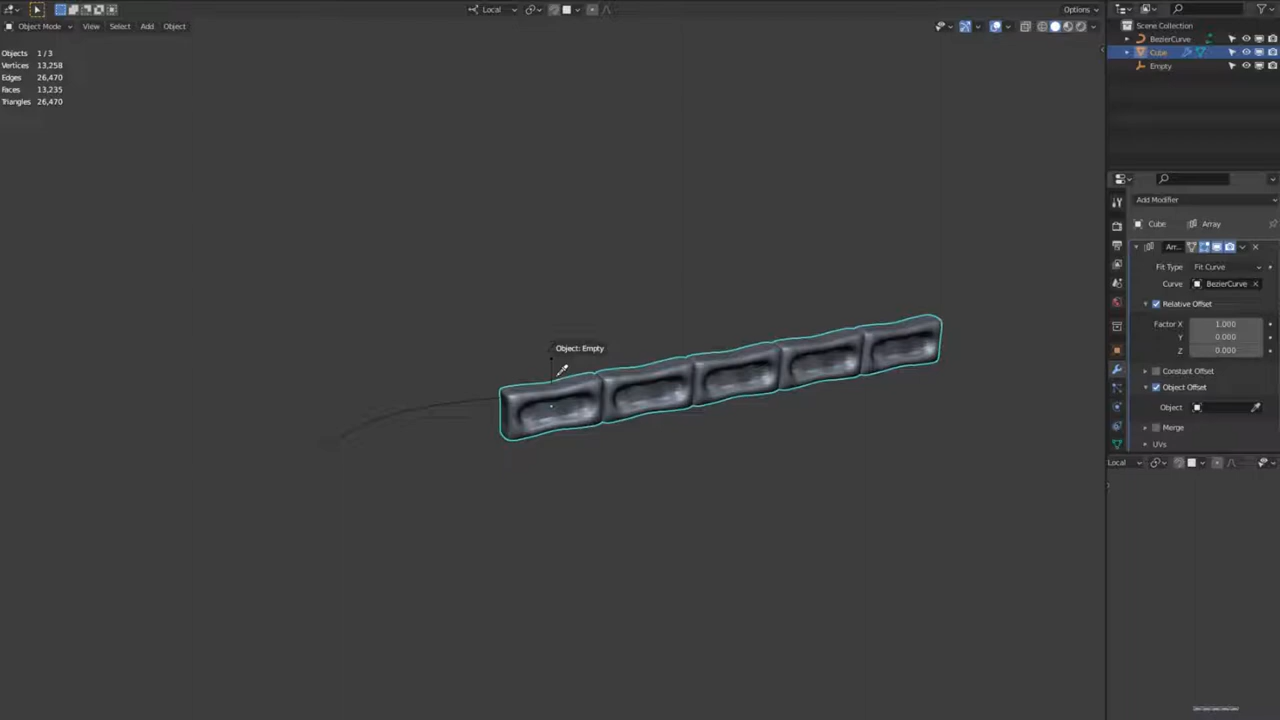 Local
Options
Object Mode
View
Select
Add
Object
Objects 1 / 3
Vertices 13,258
Edges 26,470
Faces 13,235
Triangles 26,470
Object: Empty
Scene Collection
BezierCurve
Cube
Empty
Add Modifier
Cube
Array
Arr...
Fit Type
Fit Curve
Curve
BezierCurve
Relative Offset
Factor X
1.000
Y
0.000
Z
0.000
Constant Offset
Object Offset
Object
Merge
UVs
Local